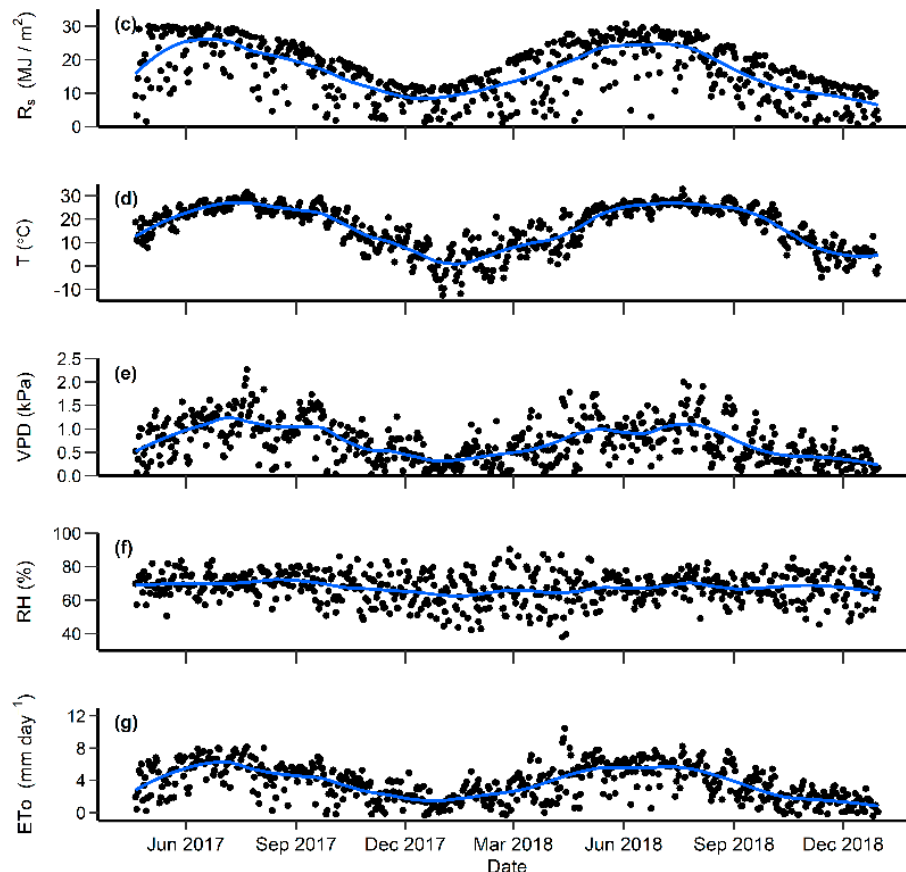 (c)
Rs (MJ / m²)
30
20
10
0
(d)
T (°C)
30
20
10
0
-10
(e)
VPD (kPa)
2.5
2.0
1.5
1.0
0.5
0.0
(f)
RH (%)
100
80
60
40
(g)
ETo (mm day ¹)
12
8
4
0
Jun 2017 Sep 2017 Dec 2017 Mar 2018 Jun 2018 Sep 2018 Dec 2018
Date